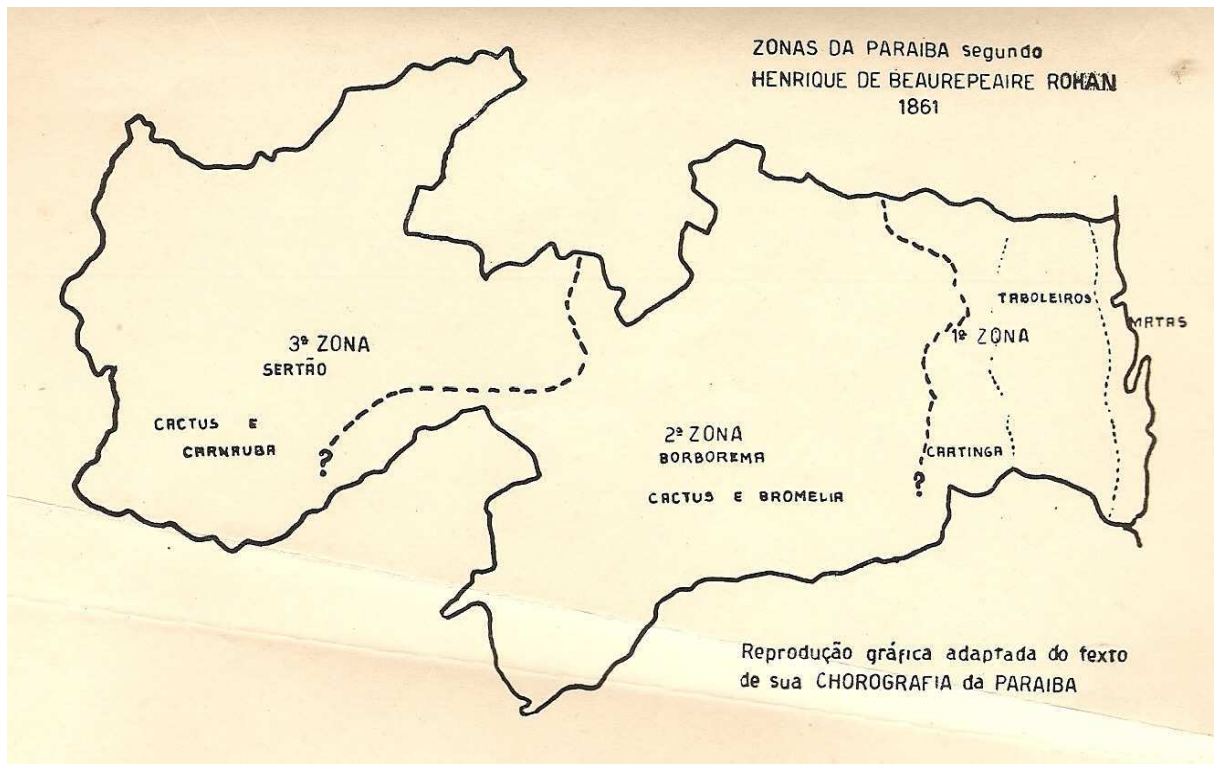 ZONAS DA PARAIBA segundo
HENRIQUE DE BEAUREPEAIRE ROHAN
1861
TABOLEIROS
MATAS
1ª ZONA
3ª ZONA
SERTÃO
CACTUS E
CARNAUBA
?
2ª ZONA
BORBOREMA
CACTUS E BROMELIA
CAATINGA
?
Reprodução gráfica adaptada do texto
de sua CHOROGRAFIA da PARAIBA